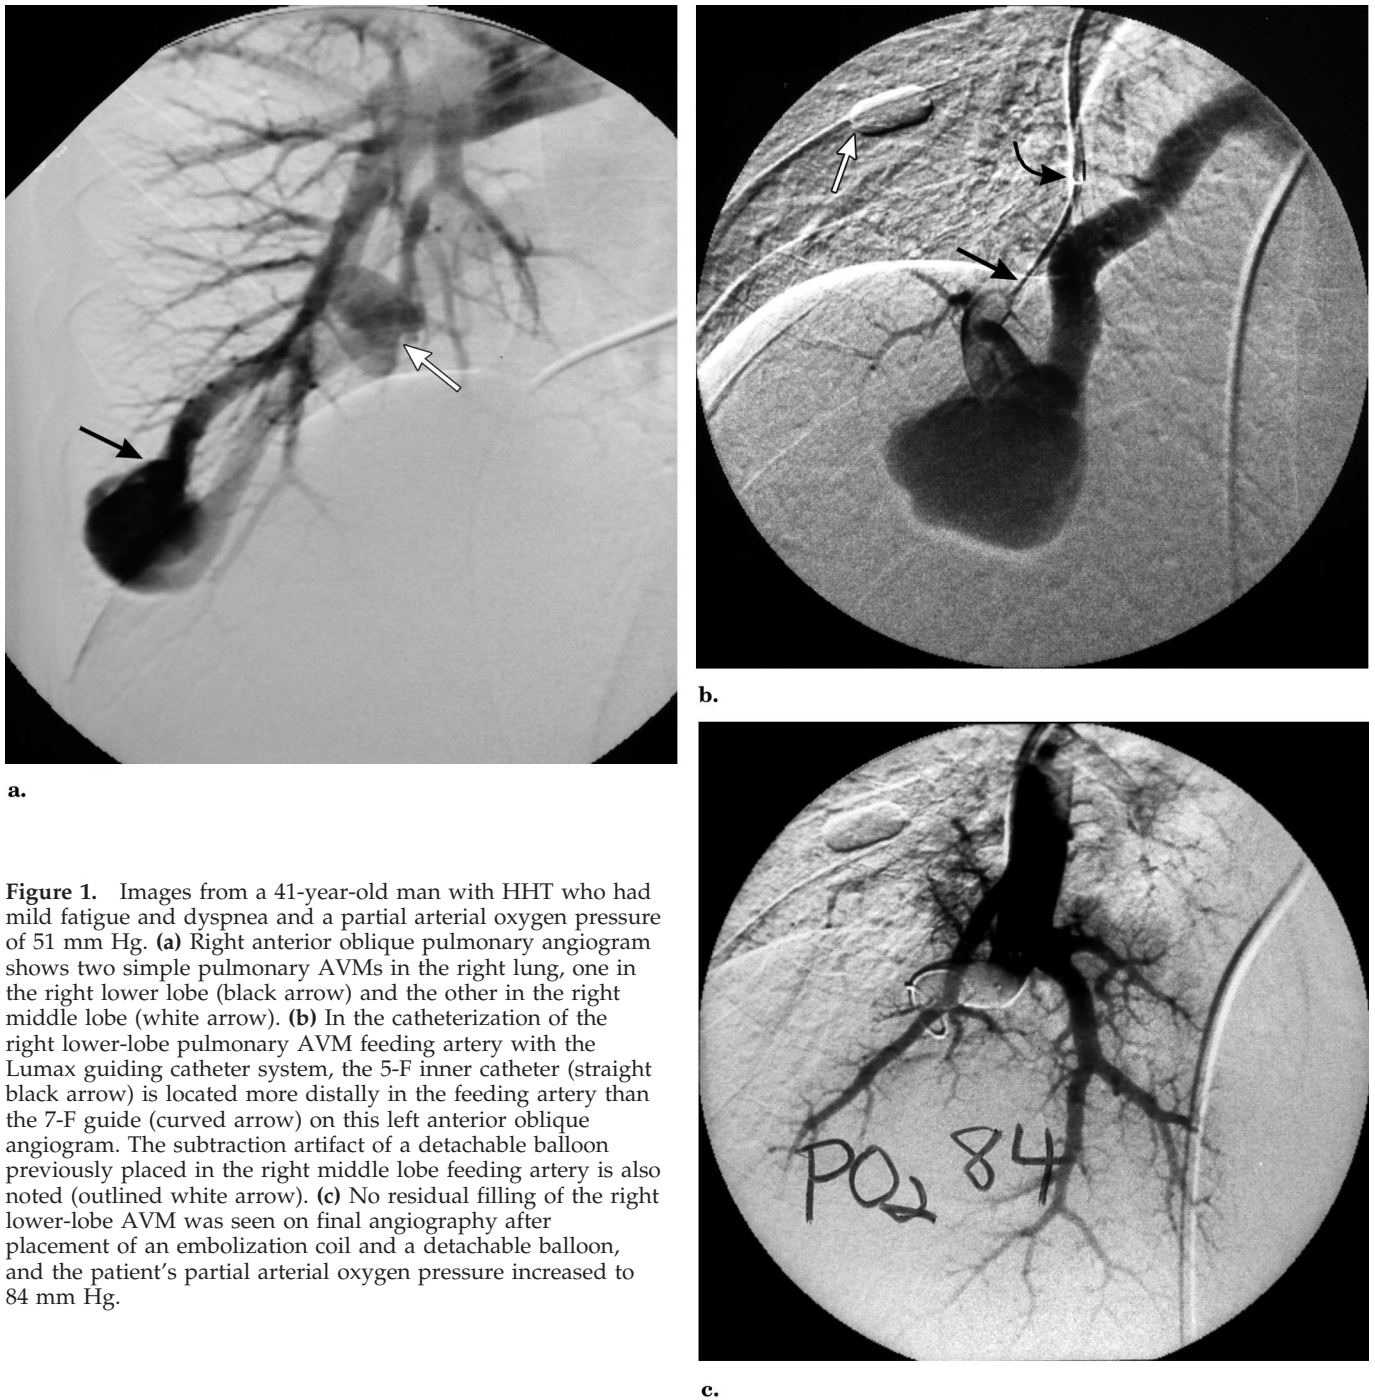 a.
b.
Figure 1. Images from a 41-year-old man with HHT who had
mild fatigue and dyspnea and a partial arterial oxygen pressure
of 51 mm Hg. (a) Right anterior oblique pulmonary angiogram
shows two simple pulmonary AVMs in the right lung, one in
the right lower lobe (black arrow) and the other in the right
middle lobe (white arrow). (b) In the catheterization of the
right lower-lobe pulmonary AVM feeding artery with the
Lumax guiding catheter system, the 5-F inner catheter (straight
black arrow) is located more distally in the feeding artery than
the 7-F guide (curved arrow) on this left anterior oblique
angiogram. The subtraction artifact of a detachable balloon
previously placed in the right middle lobe feeding artery is also
noted (outlined white arrow). (c) No residual filling of the right
lower-lobe AVM was seen on final angiography after
placement of an embolization coil and a detachable balloon,
and the patient's partial arterial oxygen pressure increased to
84 mm Hg.
PO2 84
c.